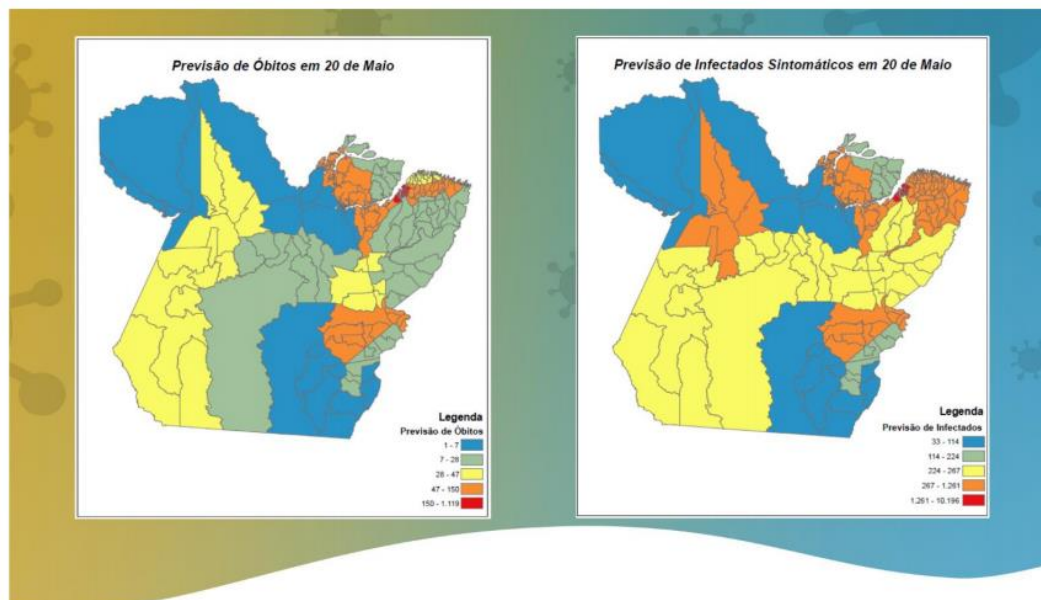 Previsão de Óbitos em 20 de Maio
Legenda
Previsão de Óbitos
1 - 7
7 - 28
28 - 47
47 - 150
150 - 1.119
Previsão de Infectados Sintomáticos em 20 de Maio
Legenda
Previsão de Infectados
33 - 114
114 - 224
224 - 267
267 - 1.261
1.261 - 10.196